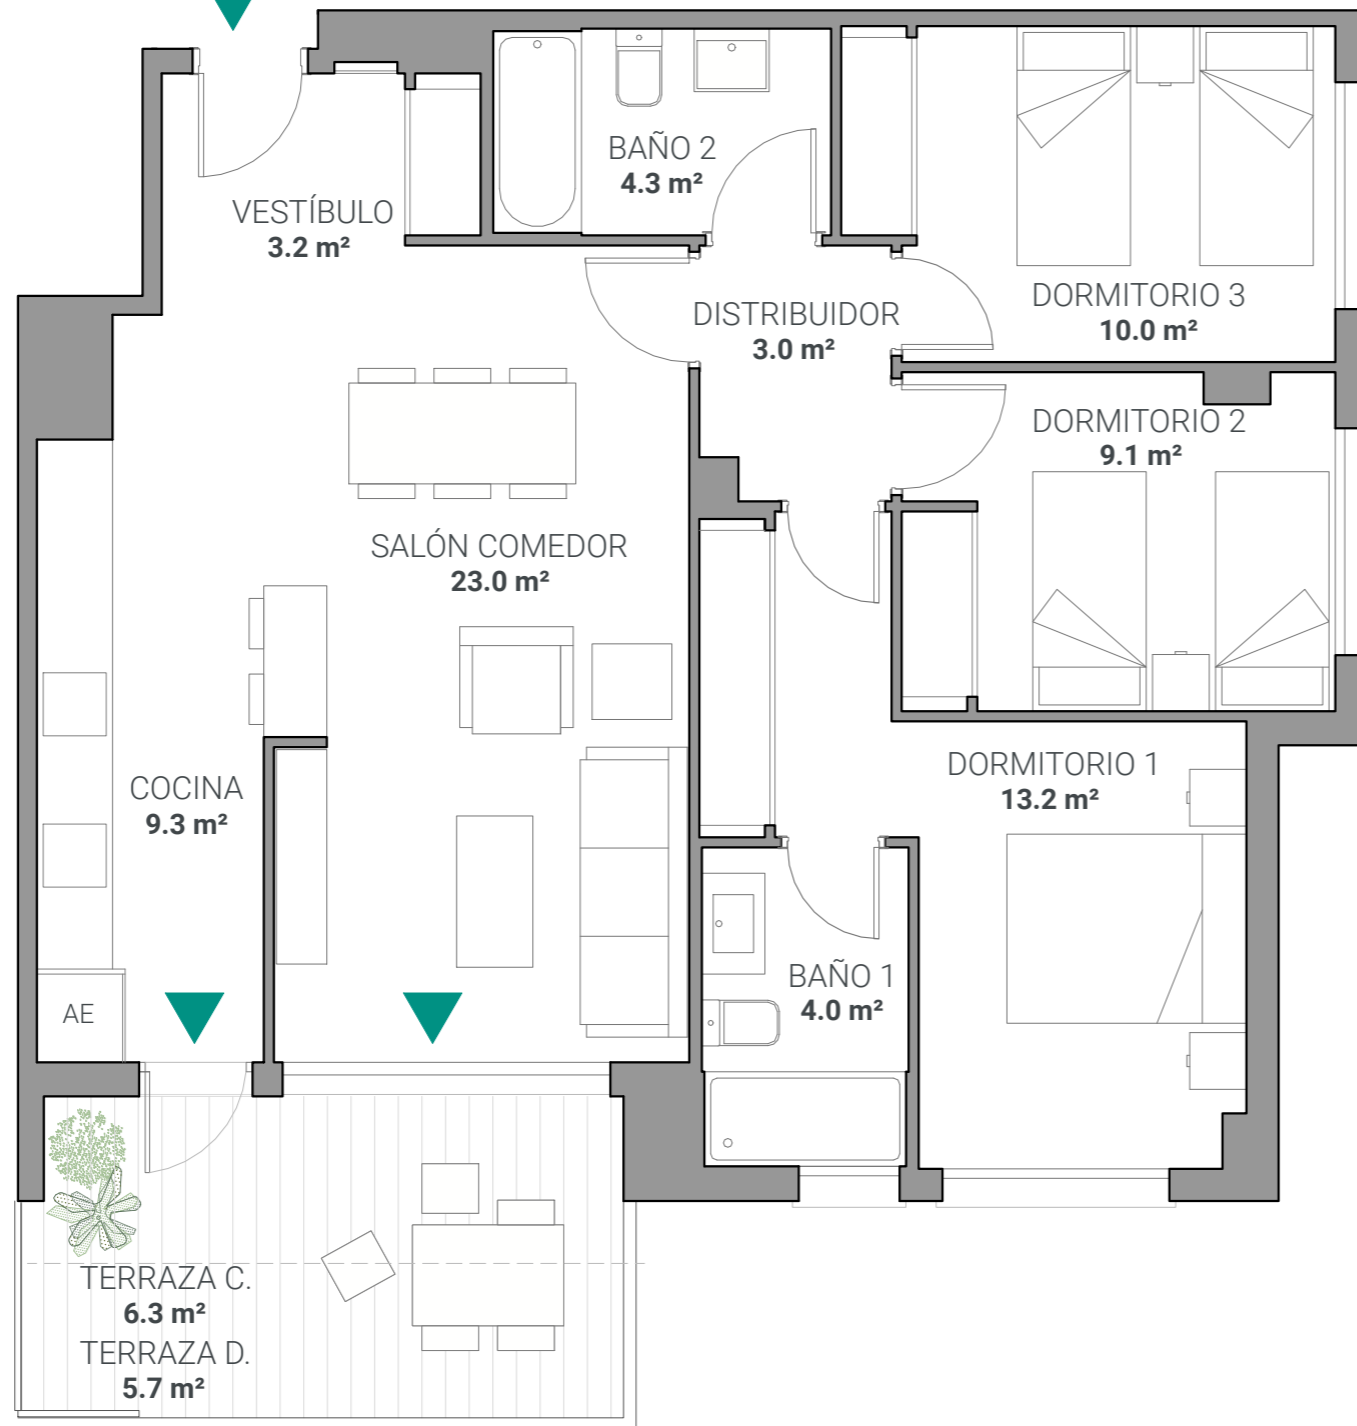 BAÑO 2
4.3 m²
VESTÍBULO
3.2 m²
DISTRIBUIDOR
3.0 m²
DORMITORIO 3
10.0 m²
DORMITORIO 2
9.1 m²
SALÓN COMEDOR
23.0 m²
COCINA
9.3 m²
DORMITORIO 1
13.2 m²
BAÑO 1
4.0 m²
AE
TERRAZA C.
6.3 m²
TERRAZA D.
5.7 m²